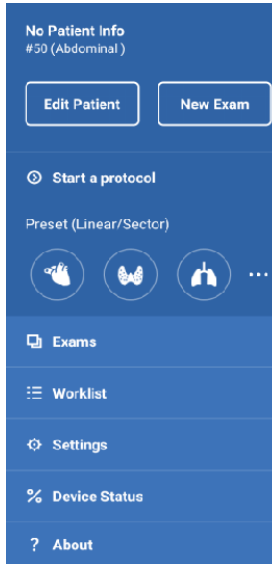 No Patient Info
#50 (Abdominal )
Edit Patient
New Exam
Start a protocol
Preset (Linear/Sector)
...
Exams
Worklist
Settings
% Device Status
? About